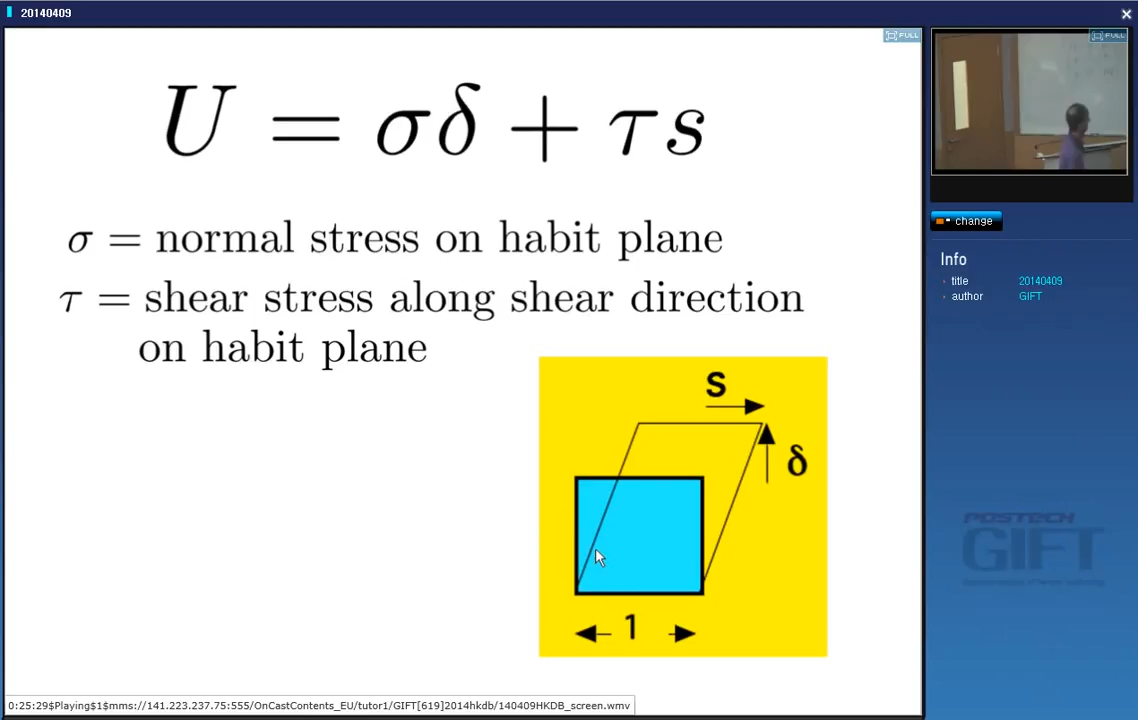 20140409
FULL
FULL
U = σδ + τs
σ = normal stress on habit plane
τ = shear stress along shear direction
on habit plane
S
δ
1
change
Info
title 20140409
author GIFT
POSTECH
GIFT
0:25:29$Playing$1$mms://141.223.237.75:555/OnCastContents_EU/tutor1/GIFT[619]2014hkdb/140409HKDB_screen.wmv